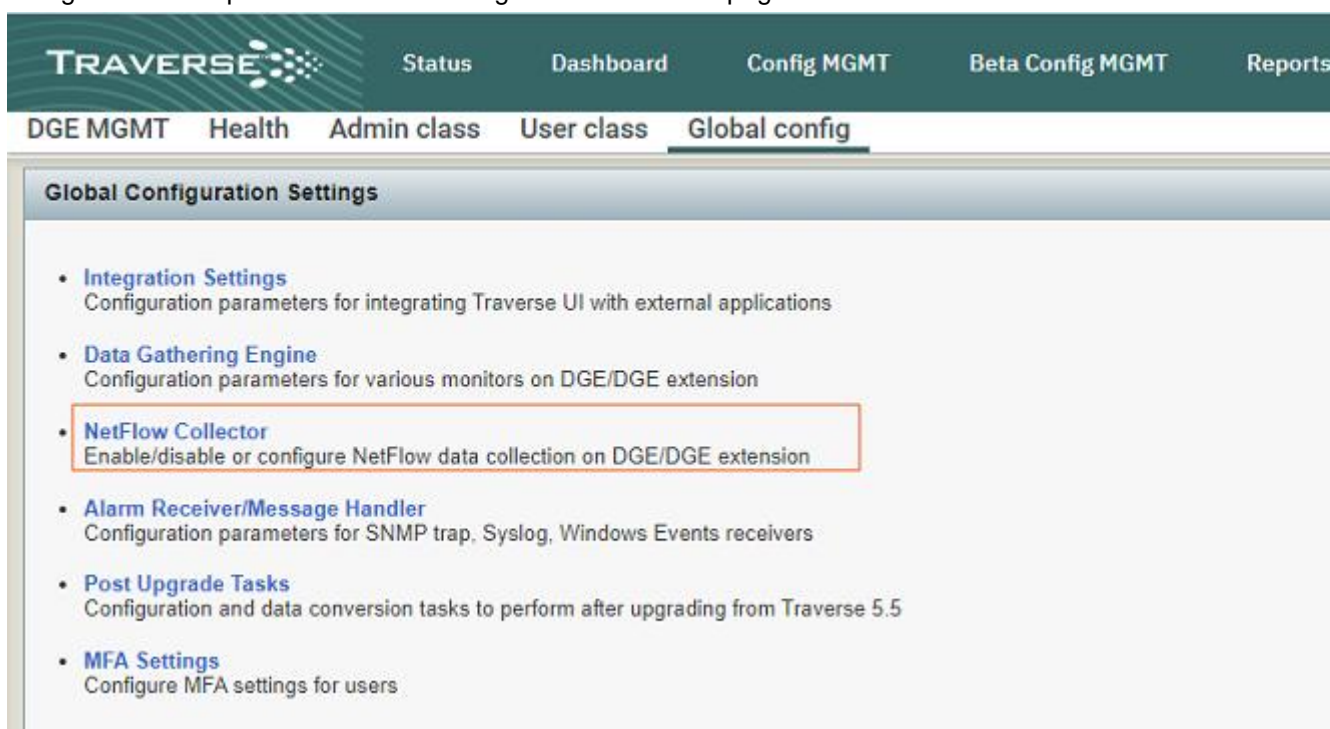 TRAVERSE Status Dashboard Config MGMT Beta Config MGMT Reports
DGE MGMT Health Admin class User class Global config
Global Configuration Settings
• Integration Settings
Configuration parameters for integrating Traverse UI with external applications
• Data Gathering Engine
Configuration parameters for various monitors on DGE/DGE extension
• NetFlow Collector
Enable/disable or configure NetFlow data collection on DGE/DGE extension
• Alarm Receiver/Message Handler
Configuration parameters for SNMP trap, Syslog, Windows Events receivers
• Post Upgrade Tasks
Configuration and data conversion tasks to perform after upgrading from Traverse 5.5
• MFA Settings
Configure MFA settings for users